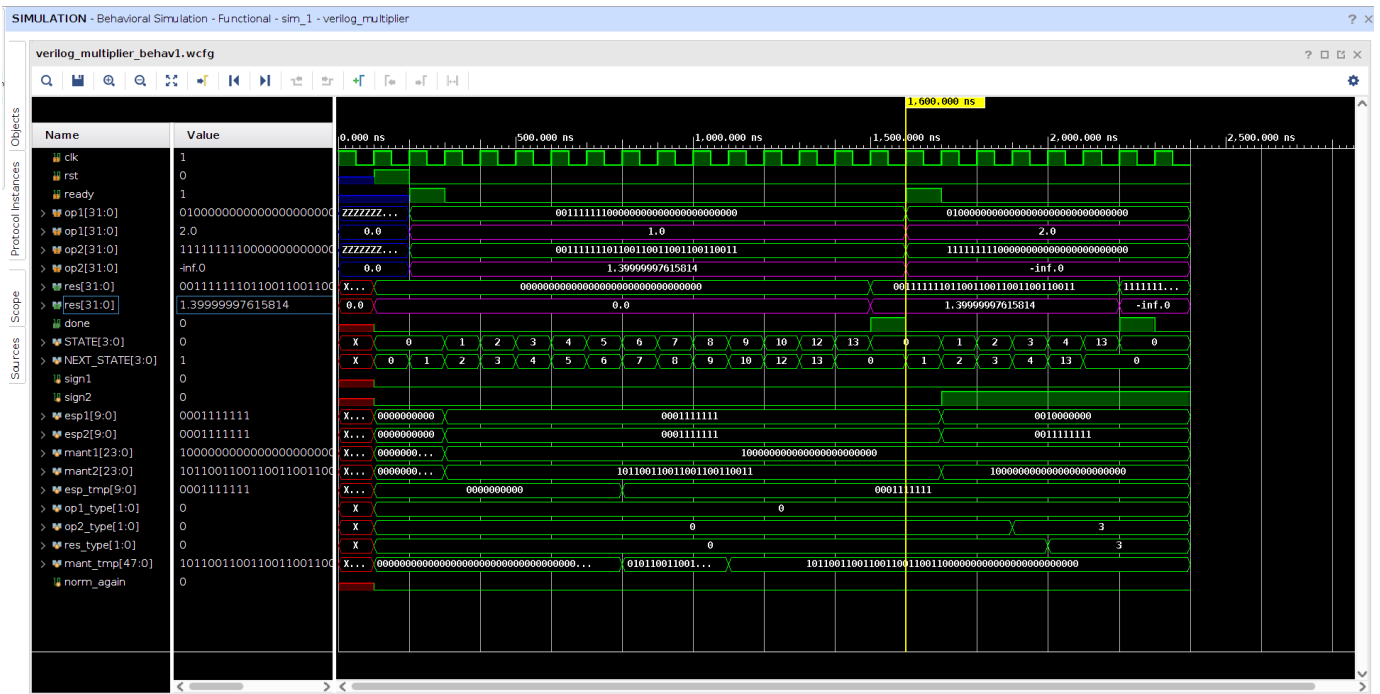 SIMULATION - Behavioral Simulation - Functional - sim_1 - verilog_multiplier
verilog_multiplier_behav1.wcfg
Objects
Protocol Instances
Scope
Sources
1,600.000 ns
Name Value 0.000 ns 500.000 ns 1,000.000 ns 1,500.000 ns 2,000.000 ns 2,500.000 ns
clk 1
rst 0
ready 1
op1[31:0] 0100000000000000000000 ZZZZZZZ... 00111111100000000000000000000000 01000000000000000000000000000000
op1[31:0] 2.0 0.0 1.0 2.0
op2[31:0] 1111111110000000000000 ZZZZZZZ... 00111111101100110011001100110011 11111111100000000000000000000000
op2[31:0] -inf.0 0.0 1.39999997615814 -inf.0
res[31:0] 0011111110110011001100 X... 00000000000000000000000000000000 00111111101100110011001100110011 1111111...
res[31:0] 1.39999997615814 0.0 0.0 1.39999997615814 -inf.0
done 0
STATE[3:0] 0 X 0 1 2 3 4 5 6 7 8 9 10 12 13 0 1 2 3 4 13 0
NEXT_STATE[3:0] 1 X 0 1 2 3 4 5 6 7 8 9 10 12 13 0 1 2 3 4 13 0
sign1 0
sign2 0
esp1[9:0] 0001111111 X... 0000000000 0001111111 0010000000
esp2[9:0] 0001111111 X... 0000000000 0001111111 0011111111
mant1[23:0] 1000000000000000000000 X... 0000000... 100000000000000000000000
mant2[23:0] 1011001100110011001100 X... 0000000... 101100110011001100110011 100000000000000000000000
esp_tmp[9:0] 0001111111 X... 0000000000 0001111111
op1_type[1:0] 0 X 0
op2_type[1:0] 0 X 0 3
res_type[1:0] 0 X 0 3
mant_tmp[47:0] 1011001100110011001100 X... 00000000000000000000000000000000000... 010110011001... 101100110011001100110011000000000000000000000000
norm_again 0